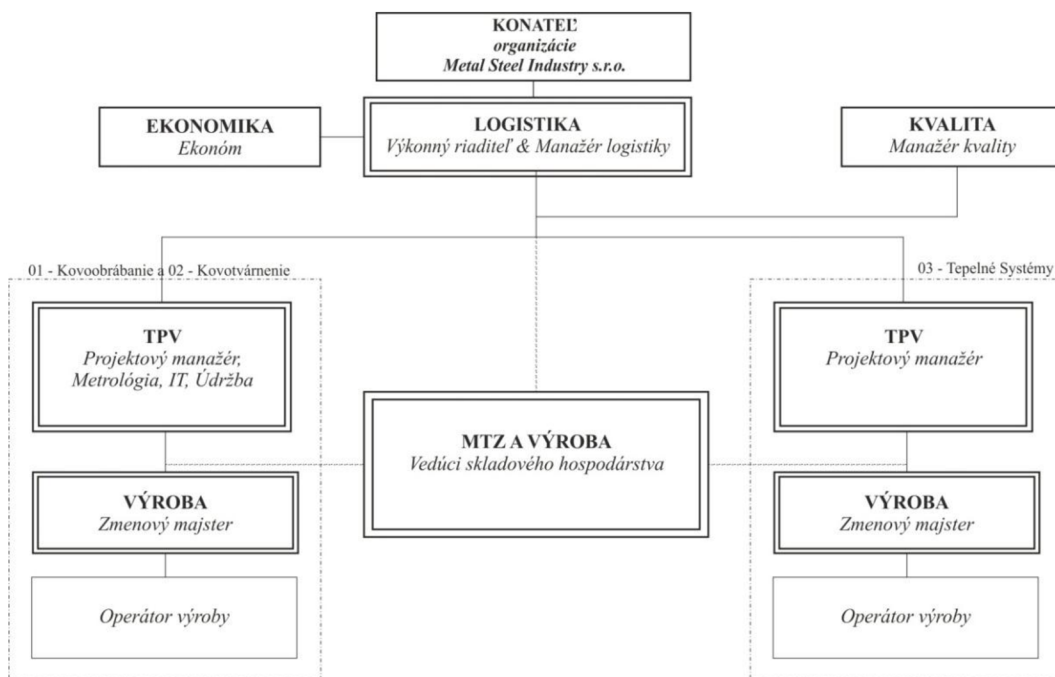 KONATEĽ
organizácie
Metal Steel Industry s.r.o.
EKONOMIKA
Ekonóm
LOGISTIKA
Výkonný riaditeľ & Manažér logistiky
KVALITA
Manažér kvality
01 - Kovoobrábanie a 02 - Kovotvárnenie
03 - Tepelné Systémy
TPV
Projektový manažér,
Metrológia, IT, Údržba
TPV
Projektový manažér
MTZ A VÝROBA
Vedúci skladového hospodárstva
VÝROBA
Zmenový majster
VÝROBA
Zmenový majster
Operátor výroby
Operátor výroby